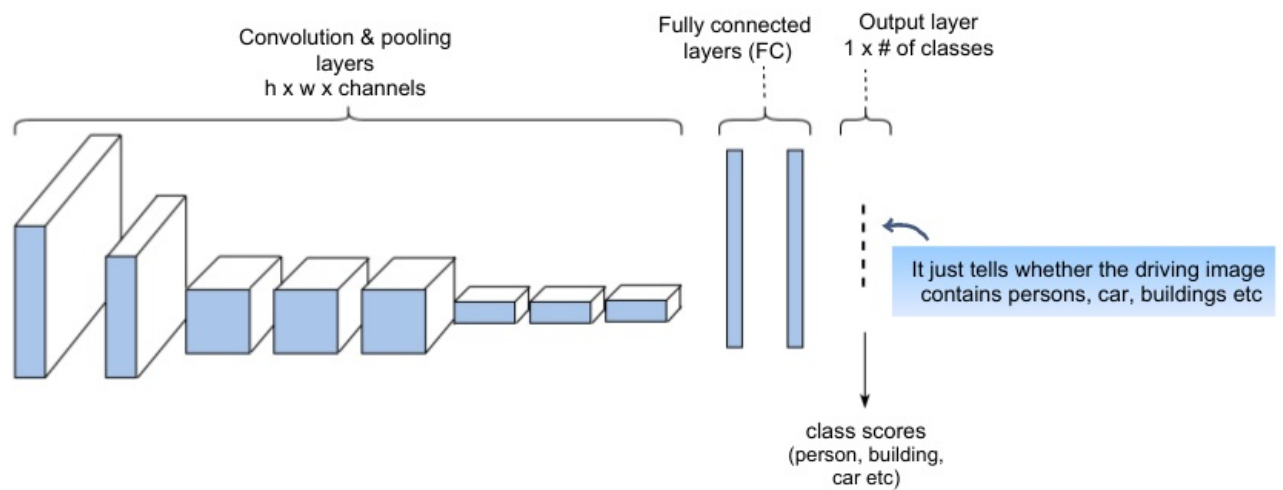 Convolution & pooling
layers
h x w x channels
Fully connected
layers (FC)
Output layer
1 x # of classes
It just tells whether the driving image
contains persons, car, buildings etc
class scores
(person, building,
car etc)